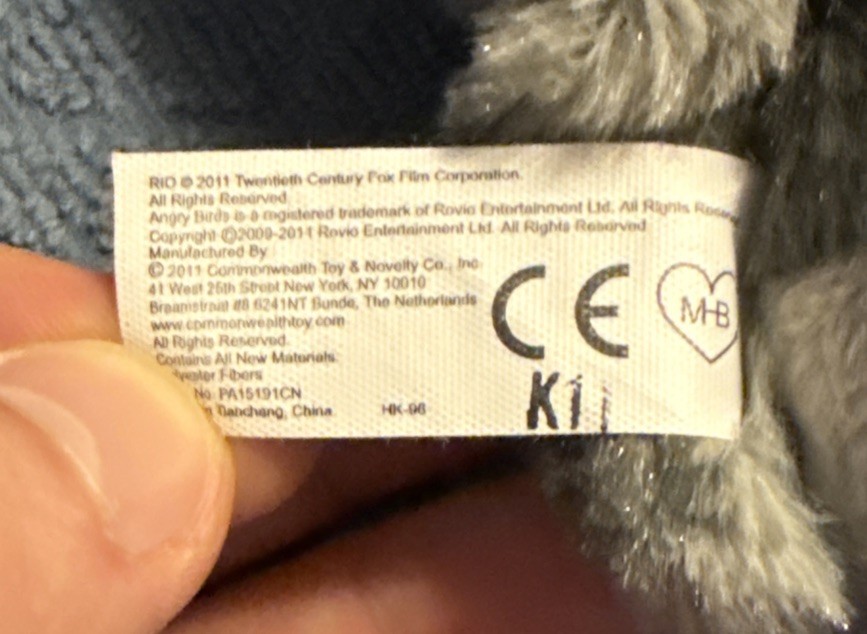 RIO © 2011 Twentieth Century Fox Film Corporation.
All Rights Reserved
Angry Birds is a registered trademark of Rovio Entertainment Ltd. All Rights
Copyright ©2009-2011 Rovio Entertainment Ltd. All Rights Reserved
Manufactured By
© 2011 Commonwealth Toy & Novelty Co., Inc.
41 West 25th Street New York, NY 10010
Breamstraat #8 6241NT Bunde, The Netherlands
www.commonwealthtoy.com
All Rights Reserved.
Contains All New Materials
Fibers
No. PA15191CN
China HK-96
CE
MHB